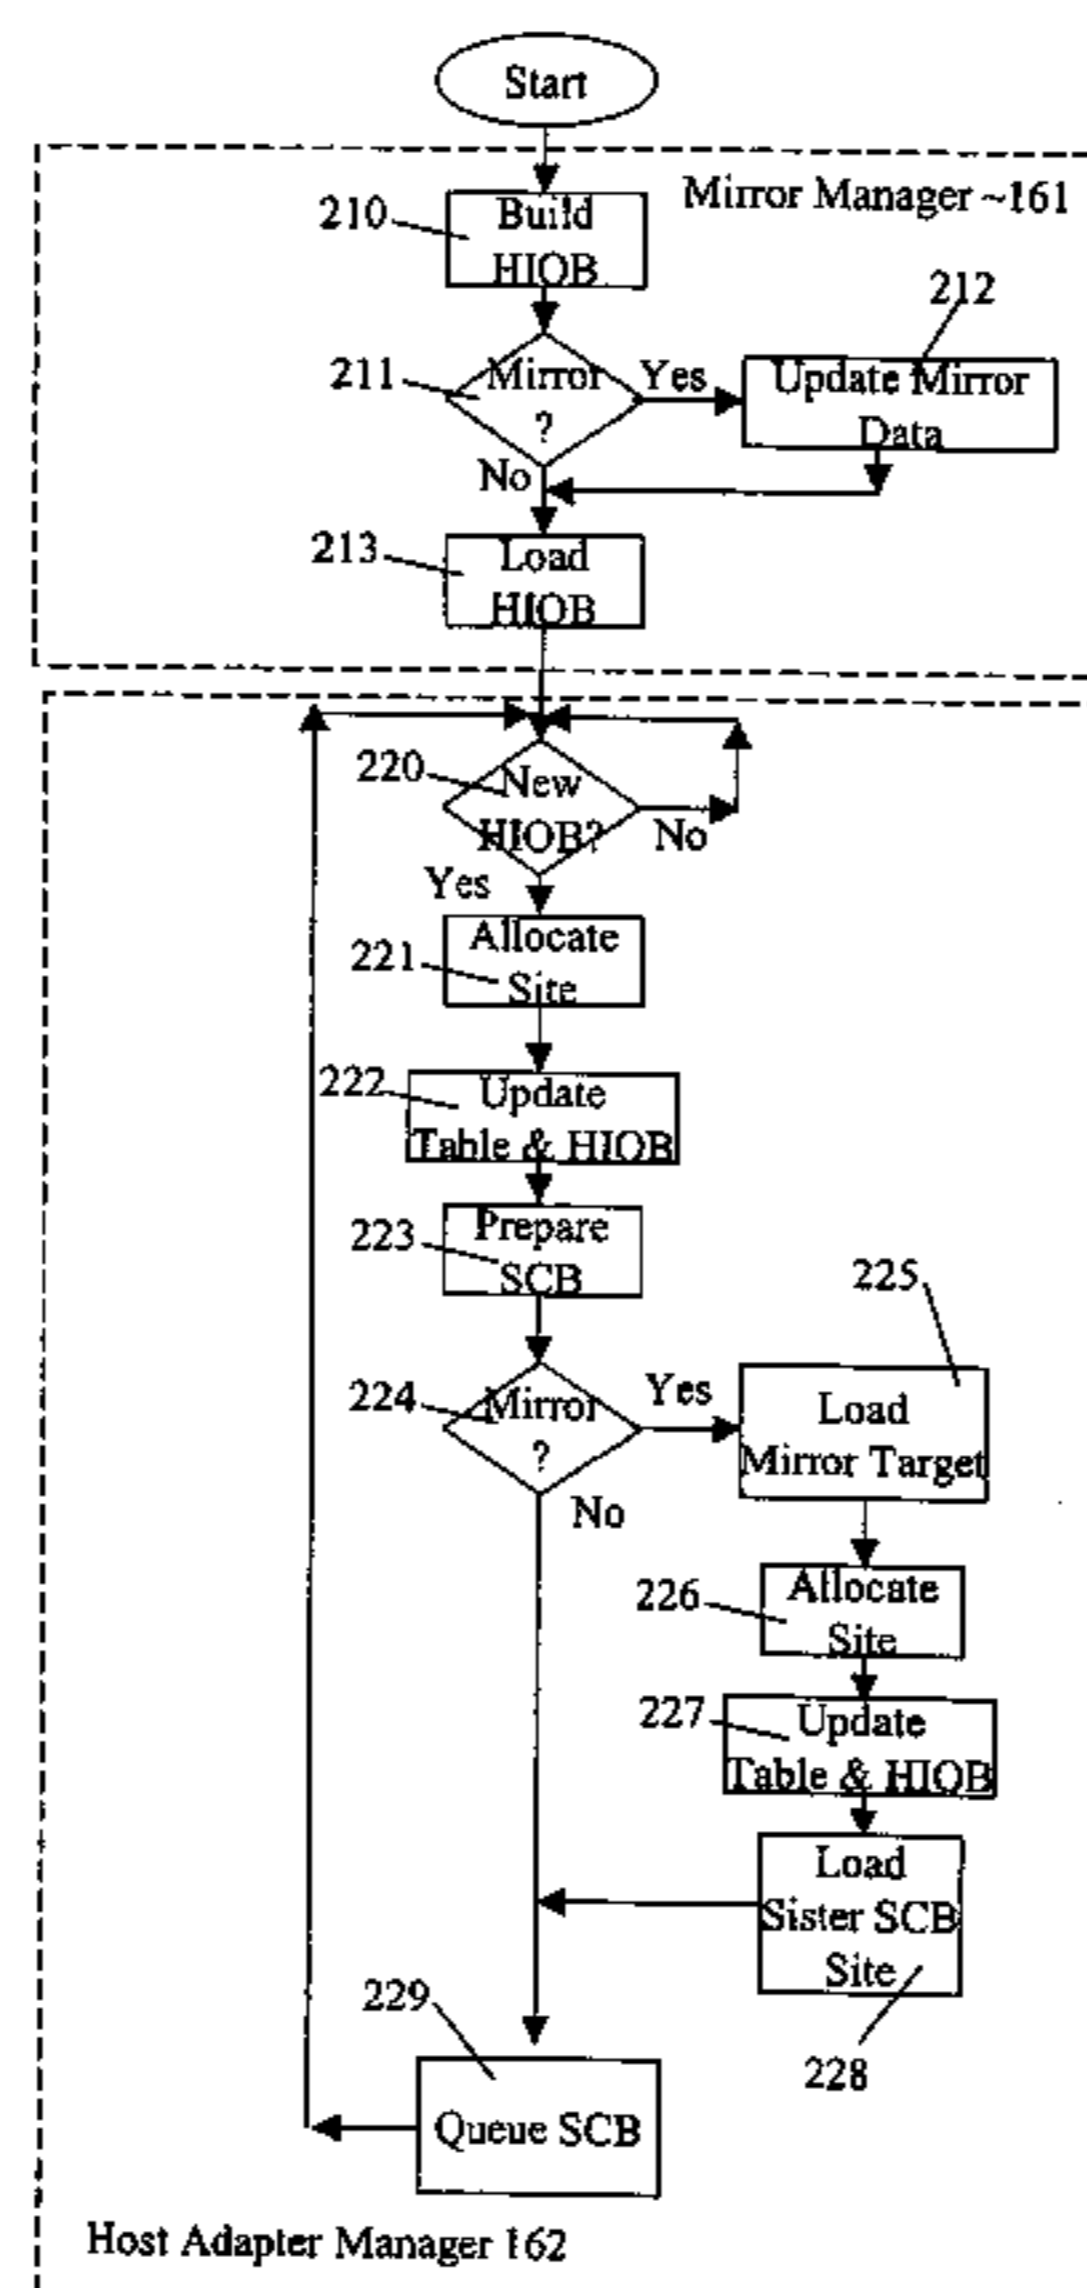 Start
Mirror Manager ~161
210
Build
HIOB
212
211
Mirror
?
Yes
Update Mirror
Data
No
213
Load
HIOB
220
New
HIOB?
No
Yes
221
Allocate
Site
222
Update
Table & HIOB
223
Prepare
SCB
225
224
Mirror
?
Yes
Load
Mirror Target
No
226
Allocate
Site
227
Update
Table & HIOB
Load
Sister SCB
Site
228
229
Queue SCB
Host Adapter Manager 162